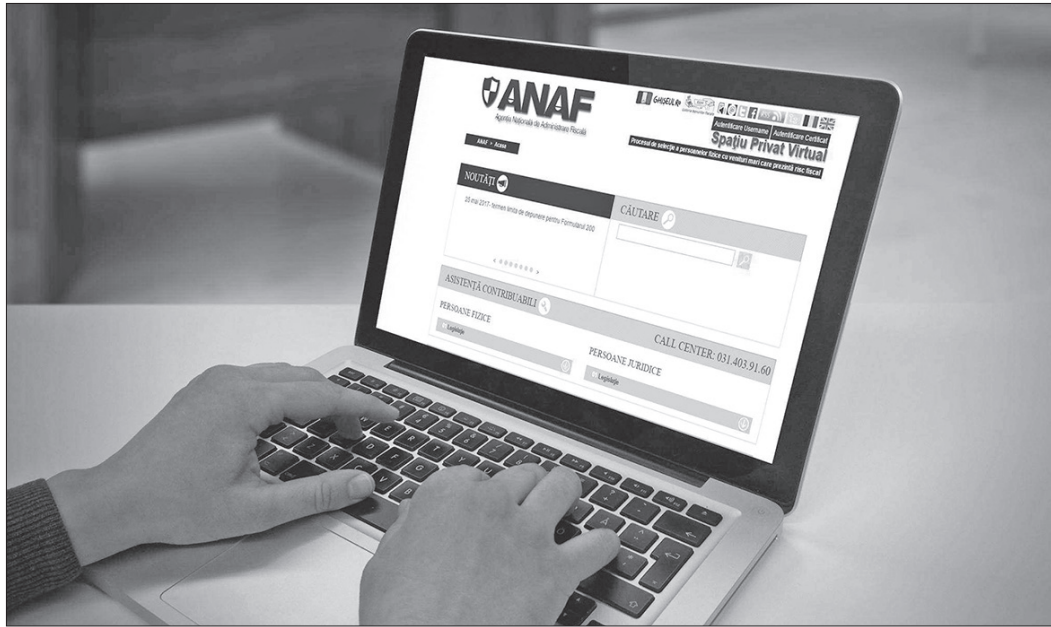 ANAF
Agenția Națională de Administrare Fiscală
GHIȘEUL.RO
Autentificare Username
Autentificare Certificat
Spațiu Privat Virtual
Procesul de selecție a persoanelor fizice cu venituri mari care prezintă risc fiscal
ANAF > Acasa
NOUTĂȚI
CĂUTARE
25 mai 2017- termen limita de depunere pentru Formularul 200
ASISTENȚĂ CONTRIBUABILI
CALL CENTER: 031.403.91.60
PERSOANE FIZICE
PERSOANE JURIDICE
Legislație
Legislație